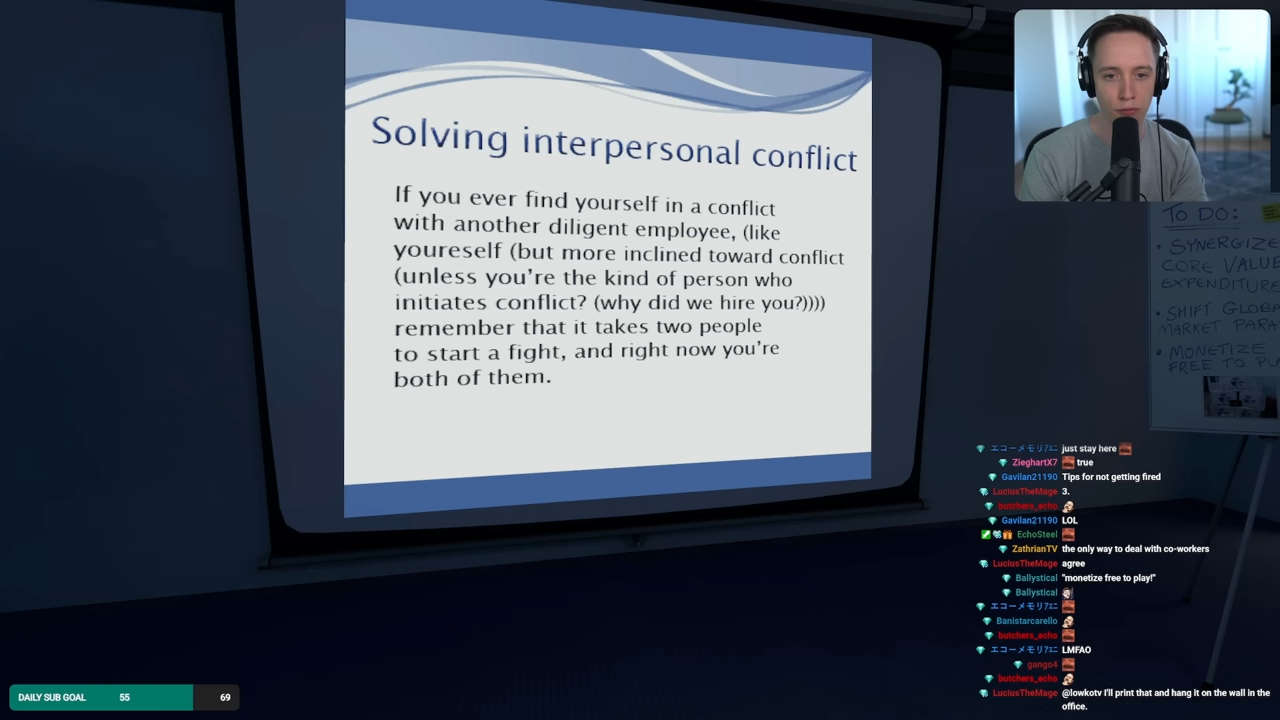 Solving interpersonal conflict
If you ever find yourself in a conflict
with another diligent employee, (like
youreself (but more inclined toward conflict
(unless you're the kind of person who
initiates conflict? (why did we hire you?))))
remember that it takes two people
to start a fight, and right now you're
both of them.
TO DO:
• SYNERGIZE
CORE VALUE
EXPENDITURE
• SHIFT GLOBA
MARKET PARA
• MONETIZE
FREE TO PL
エコーメモリアエニ just stay here
ZieghartX7 true
Gavilan21190 Tips for not getting fired
LuciusTheMage 3.
butchers_echo
Gavilan21190 LOL
EchoSteel
ZathrianTV the only way to deal with co-workers
LuciusTheMage agree
Ballystical "monetize free to play!"
Ballystical
エコーメモリアエニ
Banistarcarello
butchers_echo
エコーメモリアエニ LMFAO
gango4
butchers_echo
LuciusTheMage @lowkotv I'll print that and hang it on the wall in the
office.
DAILY SUB GOAL 55 69